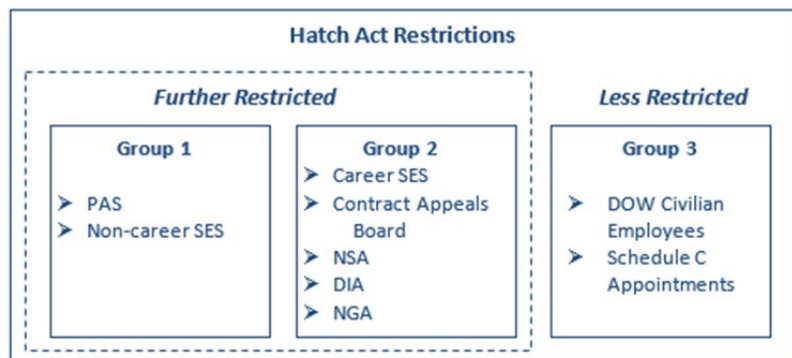 Hatch Act Restrictions
Further Restricted
Less Restricted
Group 1
➤ PAS
➤ Non-career SES
Group 2
➤ Career SES
➤ Contract Appeals
Board
➤ NSA
➤ DIA
➤ NGA
Group 3
➤ DOW Civilian
Employees
➤ Schedule C
Appointments